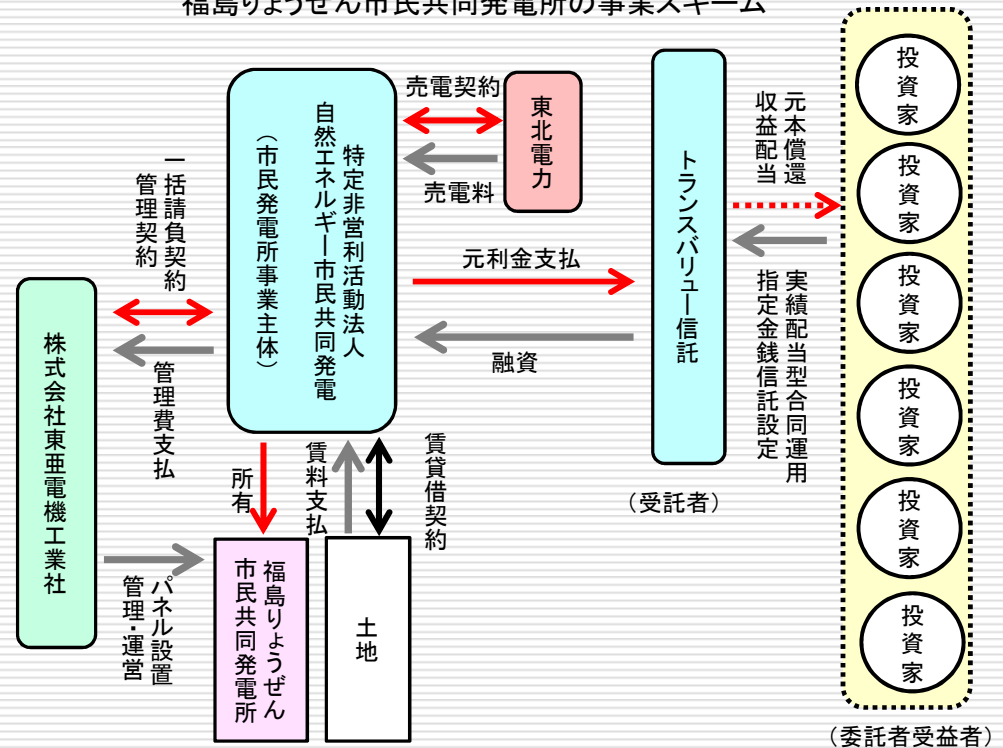 福島りょうぜん市民共同発電所の事業スキーム
特定非営利活動法人
自然エネルギー市民共同発電
（市民発電所事業主体）
売電契約
東北電力
売電料
トランスバリュー信託
（受託者）
元本償還
収益配当
実績配当型合同運用
指定金銭信託設定
投資家
投資家
投資家
投資家
投資家
投資家
（委託者受益者）
一括請負契約
管理契約
株式会社東亜電機工業社
管理費支払
元利金支払
融資
所有
賃料支払
賃貸借契約
パネル設置
管理・運営
福島りょうぜん
市民共同発電所
土地